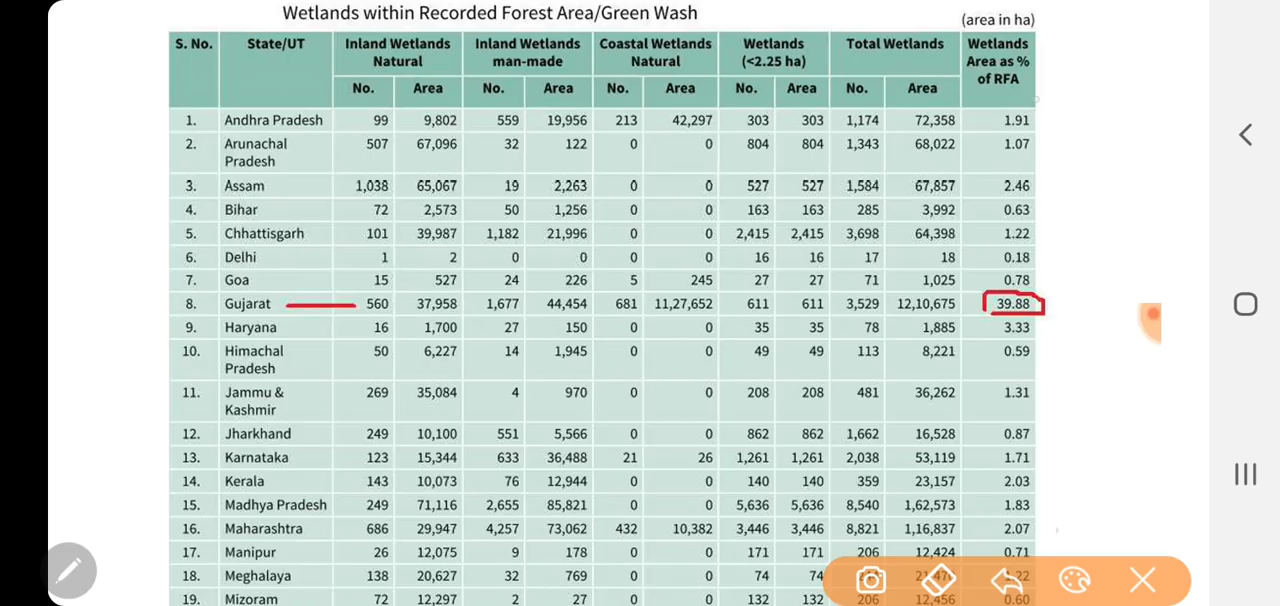 Wetlands within Recorded Forest Area/Green Wash
(area in ha)
S. No. State/UT Inland Wetlands Natural Inland Wetlands man-made Coastal Wetlands Natural Wetlands (<2.25 ha) Total Wetlands Wetlands Area as % of RFA
No. Area No. Area No. Area No. Area No. Area
1. Andhra Pradesh 99 9,802 559 19,956 213 42,297 303 303 1,174 72,358 1.91
2. Arunachal Pradesh 507 67,096 32 122 0 0 804 804 1,343 68,022 1.07
3. Assam 1,038 65,067 19 2,263 0 0 527 527 1,584 67,857 2.46
4. Bihar 72 2,573 50 1,256 0 0 163 163 285 3,992 0.63
5. Chhattisgarh 101 39,987 1,182 21,996 0 0 2,415 2,415 3,698 64,398 1.22
6. Delhi 1 2 0 0 0 0 16 16 17 18 0.18
7. Goa 15 527 24 226 5 245 27 27 71 1,025 0.78
8. Gujarat 560 37,958 1,677 44,454 681 11,27,652 611 611 3,529 12,10,675 39.88
9. Haryana 16 1,700 27 150 0 0 35 35 78 1,885 3.33
10. Himachal Pradesh 50 6,227 14 1,945 0 0 49 49 113 8,221 0.59
11. Jammu & Kashmir 269 35,084 4 970 0 0 208 208 481 36,262 1.31
12. Jharkhand 249 10,100 551 5,566 0 0 862 862 1,662 16,528 0.87
13. Karnataka 123 15,344 633 36,488 21 26 1,261 1,261 2,038 53,119 1.71
14. Kerala 143 10,073 76 12,944 0 0 140 140 359 23,157 2.03
15. Madhya Pradesh 249 71,116 2,655 85,821 0 0 5,636 5,636 8,540 1,62,573 1.83
16. Maharashtra 686 29,947 4,257 73,062 432 10,382 3,446 3,446 8,821 1,16,837 2.07
17. Manipur 26 12,075 9 178 0 0 171 171 206 12,424 0.71
18. Meghalaya 138 20,627 32 769 0 0 74 74
19. Mizoram 72 12,297 2 27 0 0 132 132 206 12,456 0.60